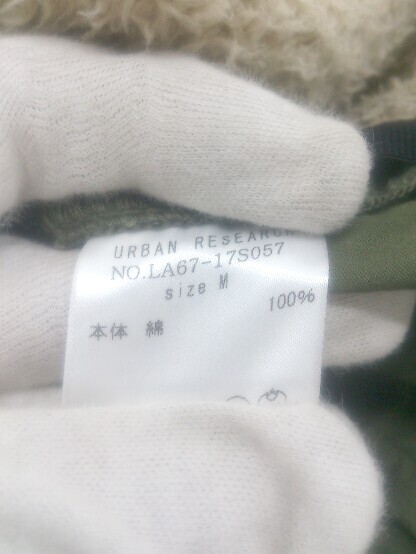 URBAN RESEARCH
NO.LA67-17S057
size M
本体 綿 100%